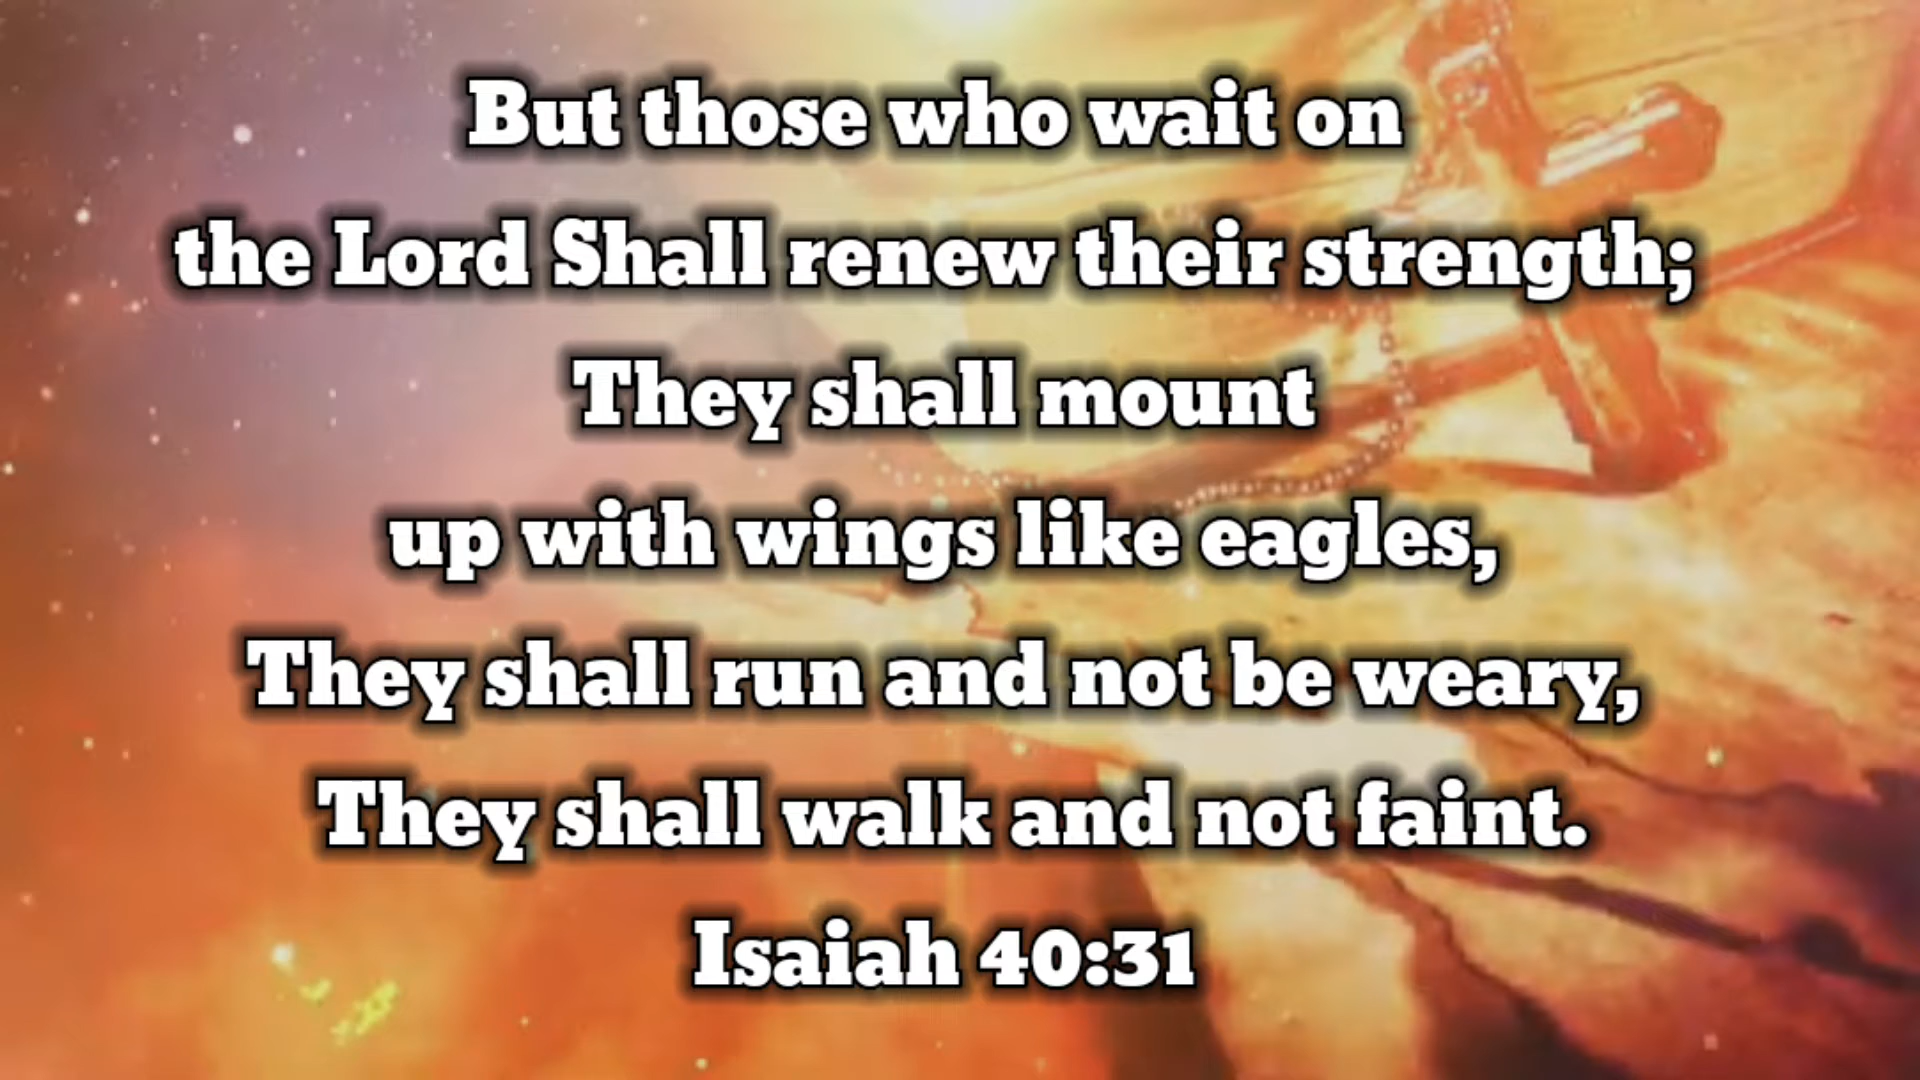 But those who wait on
the Lord Shall renew their strength;
They shall mount
up with wings like eagles,
They shall run and not be weary,
They shall walk and not faint.
Isaiah 40:31